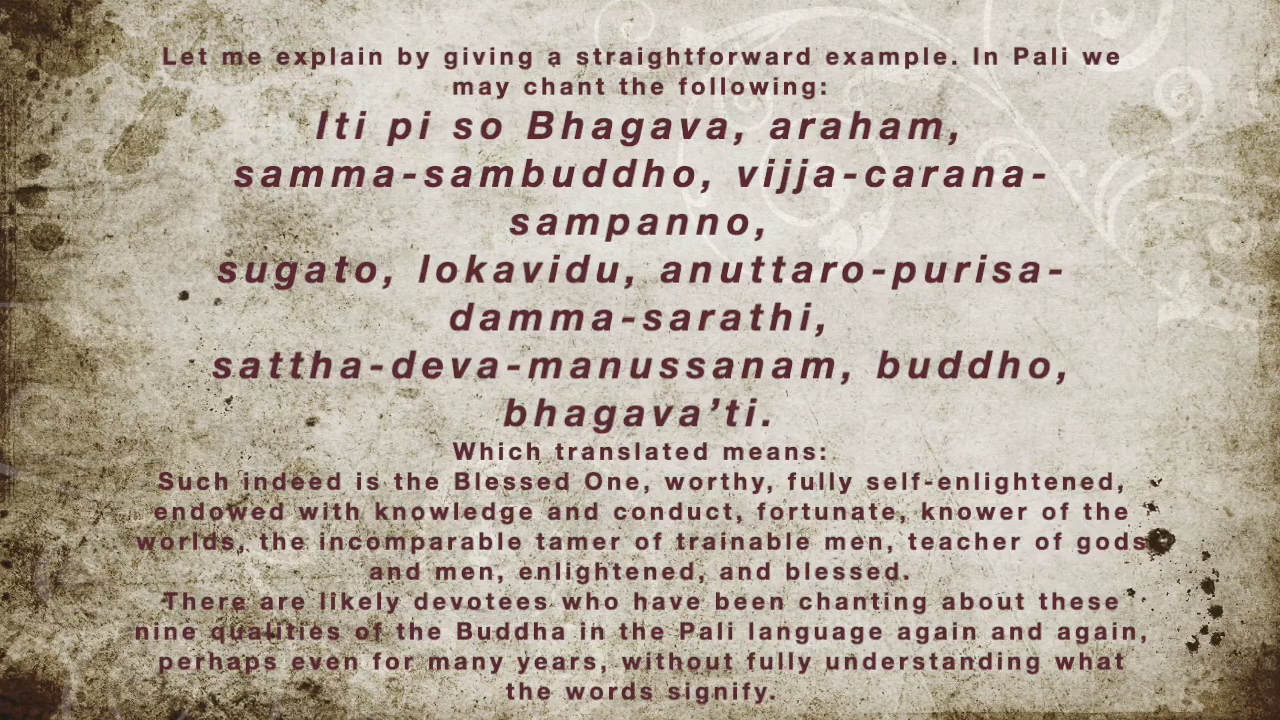 Let me explain by giving a straightforward example. In Pali we
may chant the following:
Iti pi so Bhagava, araham,
samma-sambuddho, vijja-carana-
sampanno,
sugato, lokavidu, anuttaro-purisa-
damma-sarathi,
sattha-deva-manussanam, buddho,
bhagava’ti.
Which translated means:
Such indeed is the Blessed One, worthy, fully self-enlightened,
endowed with knowledge and conduct, fortunate, knower of the
worlds, the incomparable tamer of trainable men, teacher of gods
and men, enlightened, and blessed.
There are likely devotees who have been chanting about these
nine qualities of the Buddha in the Pali language again and again,
perhaps even for many years, without fully understanding what
the words signify.